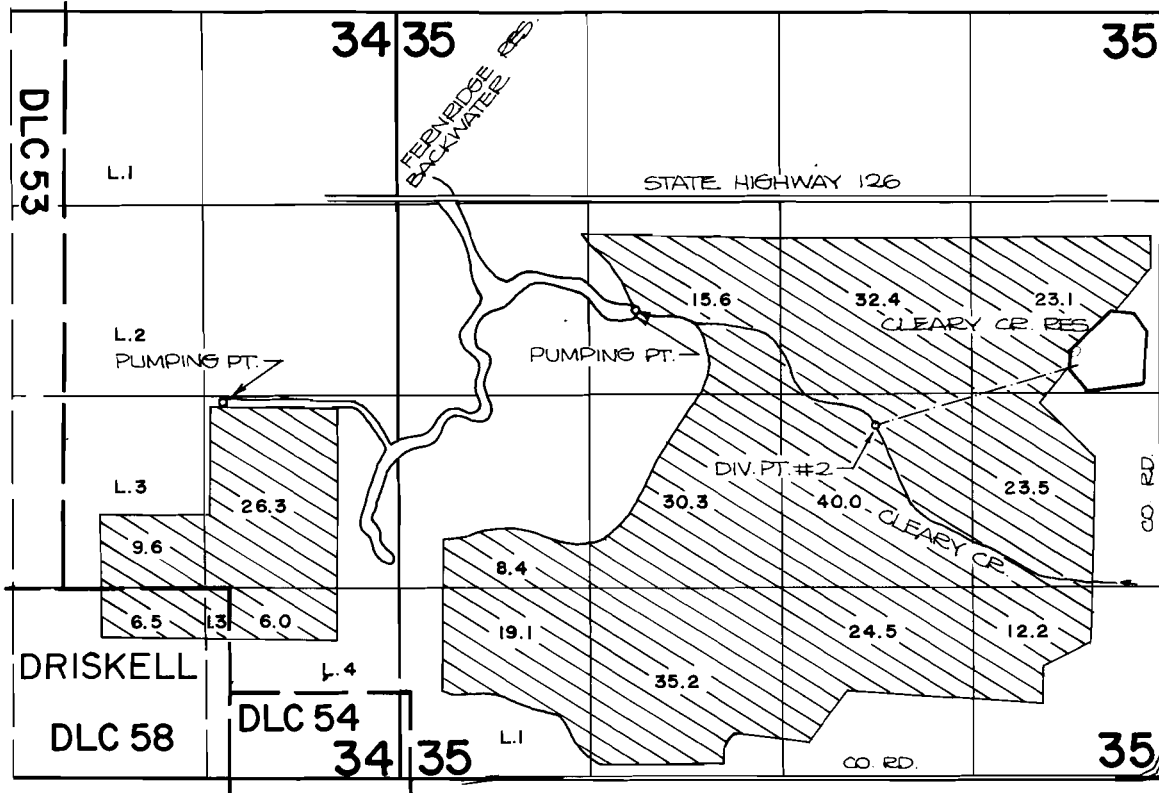 34 35
35
FERNRIDGE RES.
BACKWATER
DLC 53
L.1
STATE HIGHWAY 126
15.6
32.4
23.1
CLEARY CR. RES
L.2
PUMPING PT.
PUMPING PT.
DIV. PT. #2
L.3
26.3
30.3
40.0
23.5
CO. RD.
CLEARY CR.
9.6
8.4
6.5
1.3
6.0
19.1
24.5
12.2
DRISKELL
L.4
35.2
DLC 54
DLC 58
L.1
34 35
CO. RD.
35